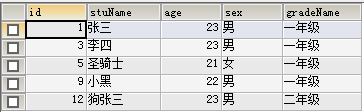 id stuName age sex gradeName
1 张三 23 男 一年级
3 李四 23 男 一年级
5 圣骑士 21 女 一年级
9 小黑 22 男 一年级
12 狗张三 23 男 二年级